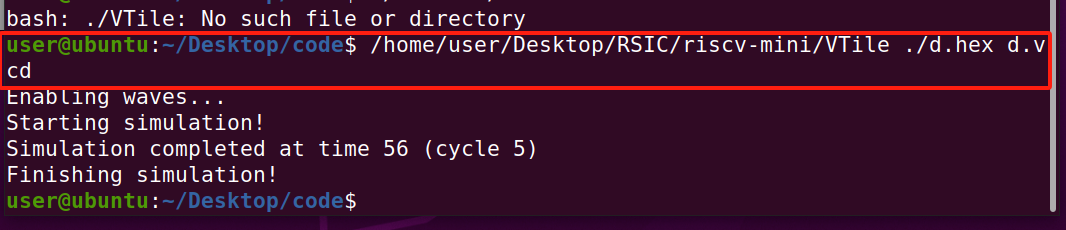 bash: ./VTile: No such file or directory
user@ubuntu:~/Desktop/code$ /home/user/Desktop/RSIC/riscv-mini/VTile ./d.hex d.v
cd
Enabling waves...
Starting simulation!
Simulation completed at time 56 (cycle 5)
Finishing simulation!
user@ubuntu:~/Desktop/code$